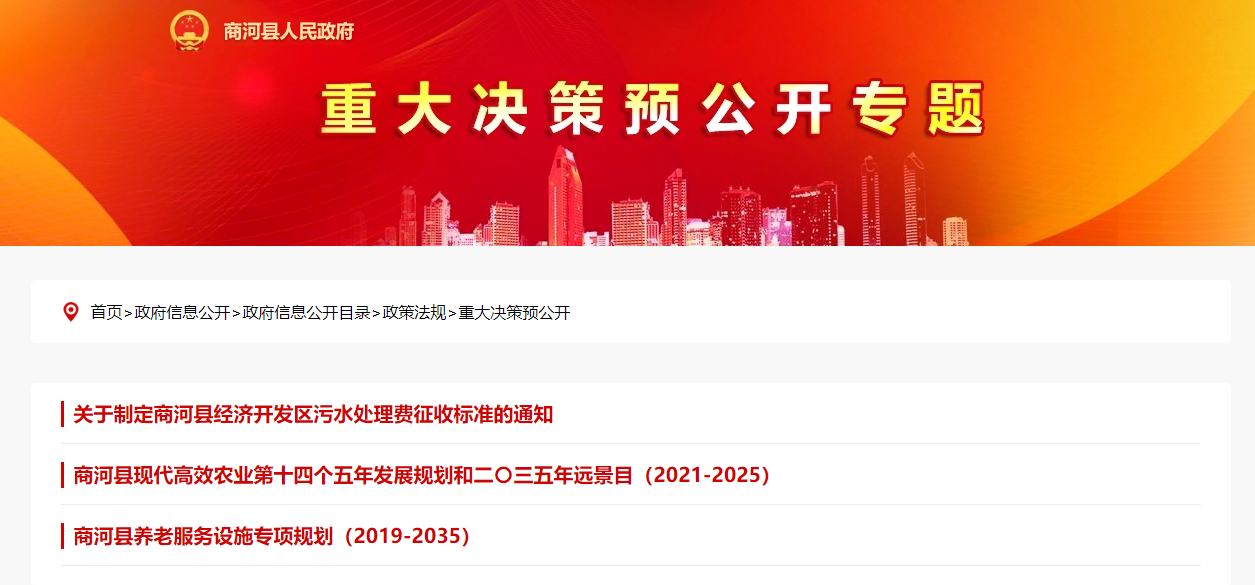 商河县人民政府
重大决策预公开专题
首页>政府信息公开>政府信息公开目录>政策法规>重大决策预公开
关于制定商河县经济开发区污水处理费征收标准的通知
商河县现代高效农业第十四个五年发展规划和二〇三五年远景目（2021-2025）
商河县养老服务设施专项规划（2019-2035）